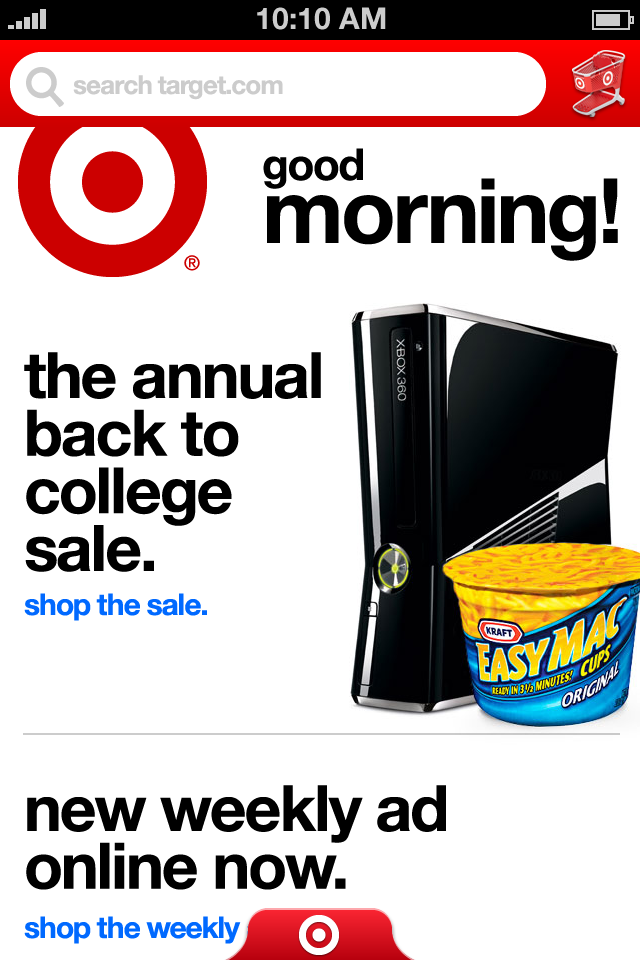 10:10 AM
search target.com
good
morning!
®
the annual
back to
college
sale.
shop the sale.
XBOX 360
KRAFT
EASY MAC
CUPS
READY IN 3½ MINUTES!
ORIGINAL
new weekly ad
online now.
shop the weekly